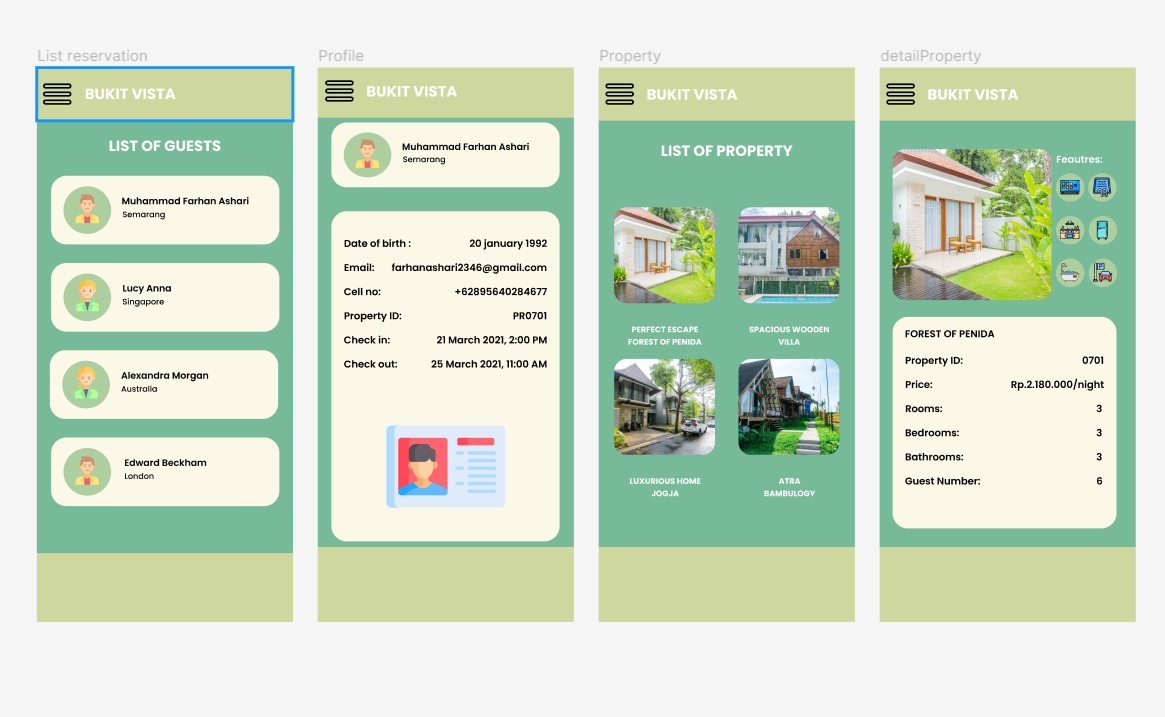 List reservation
BUKIT VISTA
LIST OF GUESTS
Muhammad Farhan Ashari
Semarang
Lucy Anna
Singapore
Alexandra Morgan
Australia
Edward Beckham
London
Profile
BUKIT VISTA
Muhammad Farhan Ashari
Semarang
Date of birth : 20 january 1992
Email: farhanashari2346@gmail.com
Cell no: +62895640284677
Property ID: PR0701
Check in: 21 March 2021, 2:00 PM
Check out: 25 March 2021, 11:00 AM
Property
BUKIT VISTA
LIST OF PROPERTY
PERFECT ESCAPE
FOREST OF PENIDA
SPACIOUS WOODEN
VILLA
LUXURIOUS HOME
JOGJA
ATRA
BAMBULOGY
detailProperty
BUKIT VISTA
Feautres:
FOREST OF PENIDA
Property ID: 0701
Price: Rp.2.180.000/night
Rooms: 3
Bedrooms: 3
Bathrooms: 3
Guest Number: 6